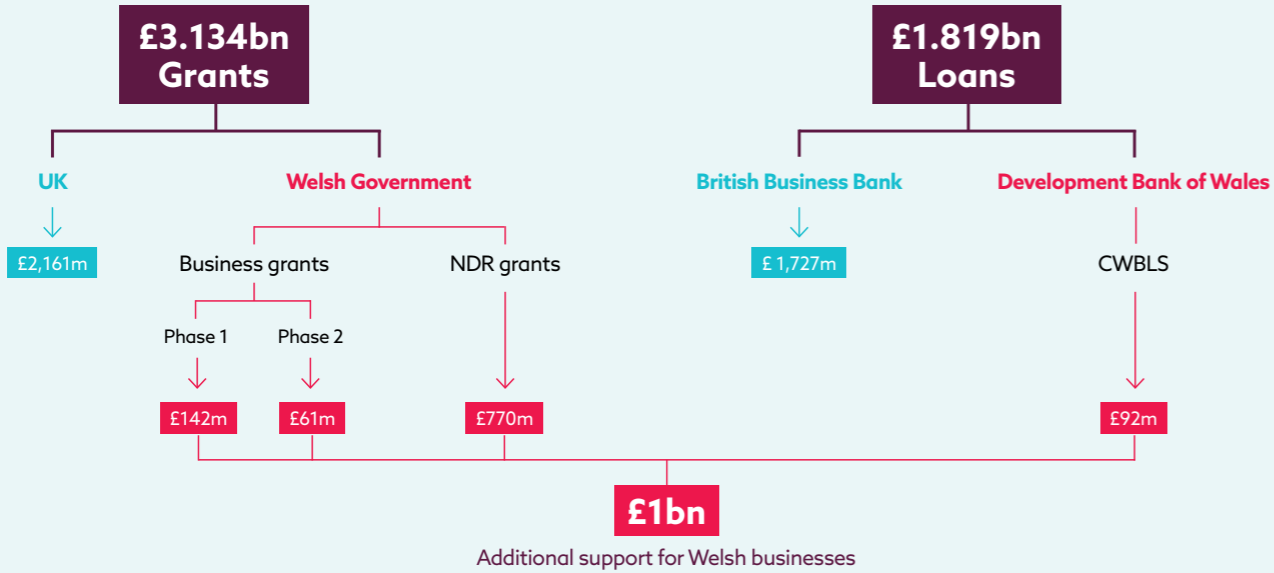 £3.134bn
Grants
£1.819bn
Loans
UK
Welsh Government
British Business Bank
Development Bank of Wales
£2,161m
Business grants
NDR grants
£ 1,727m
CWBLS
Phase 1
Phase 2
£142m
£61m
£770m
£92m
£1bn
Additional support for Welsh businesses